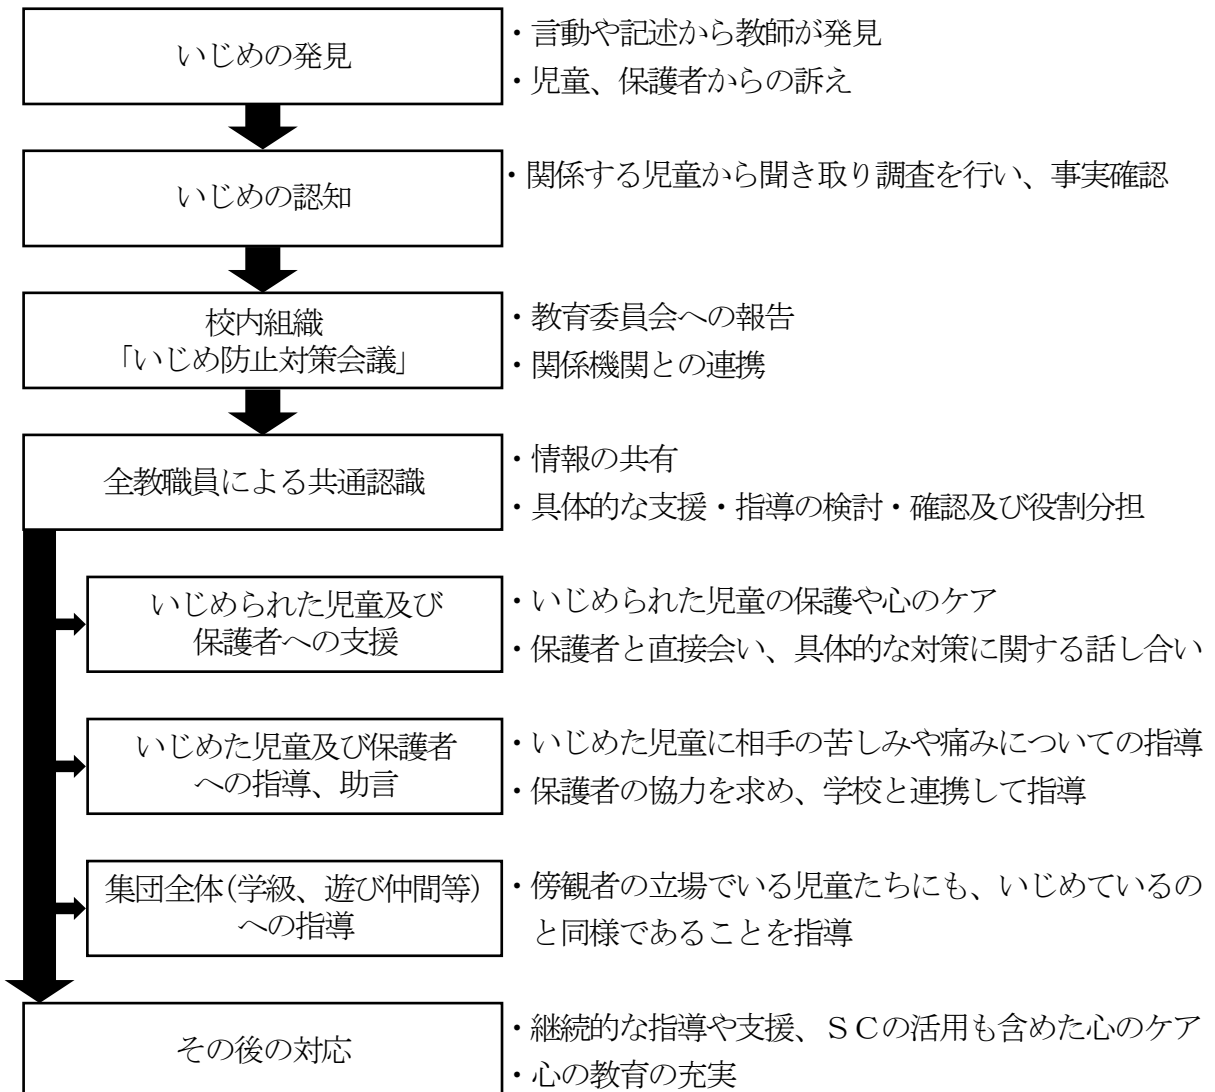 いじめの発見
・言動や記述から教師が発見
・児童、保護者からの訴え
いじめの認知
・関係する児童から聞き取り調査を行い、事実確認
校内組織
「いじめ防止対策会議」
・教育委員会への報告
・関係機関との連携
全教職員による共通認識
・情報の共有
・具体的な支援・指導の検討・確認及び役割分担
いじめられた児童及び
保護者への支援
・いじめられた児童の保護や心のケア
・保護者と直接会い、具体的な対策に関する話し合い
いじめた児童及び保護者
への指導、助言
・いじめた児童に相手の苦しみや痛みについての指導
・保護者の協力を求め、学校と連携して指導
集団全体(学級、遊び仲間等)
への指導
・傍観者の立場でいる児童たちにも、いじめているの
と同様であることを指導
その後の対応
・継続的な指導や支援、ＳＣの活用も含めた心のケア
・心の教育の充実